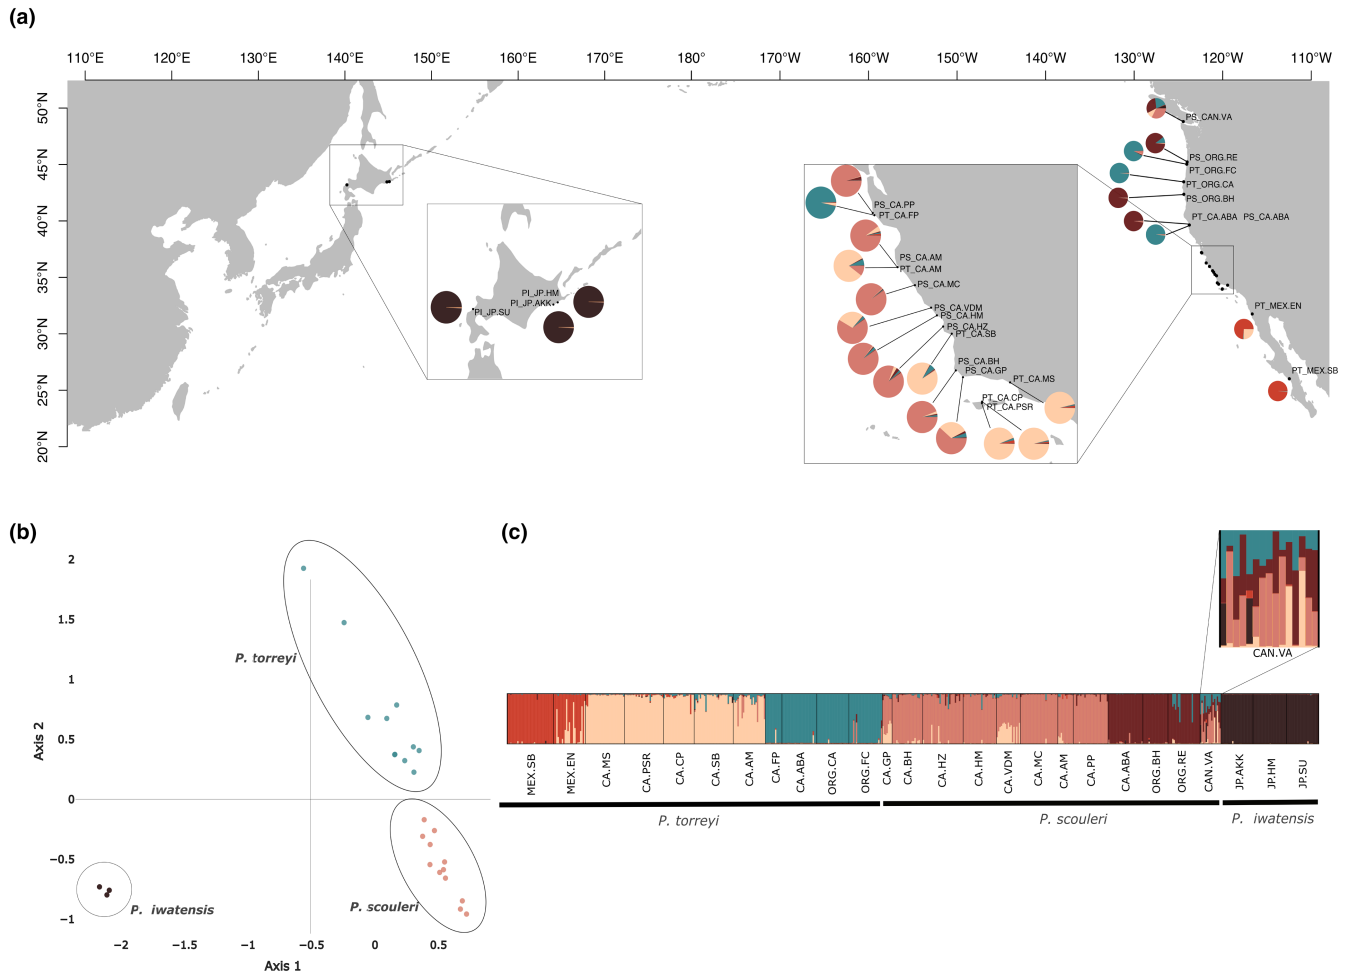 (a)
110°E 120°E 130°E 140°E 150°E 160°E 170°E 180° 170°W 160°W 150°W 140°W 130°W 120°W 110°W
50°N
45°N
40°N
35°N
30°N
25°N
20°N
PI_JP.HM
PI_JP.AKK
PI_JP.SU
PS_CA.PP
PT_CA.FP
PS_CA.AM
PT_CA.AM
PS_CA.MC
PS_CA.VDM
PS_CA.HM
PS_CA.HZ
PT_CA.SB
PS_CA.BH
PS_CA.GP
PT_CA.MS
PT_CA.CP
PT_CA.PSR
PS_CAN.VA
PS_ORG.RE
PT_ORG.FC
PT_ORG.CA
PS_ORG.BH
PT_CA.ABA PS_CA.ABA
PT_MEX.EN
PT_MEX.SB
(b)
2
1.5
1
0.5
0
−0.5
−1
Axis 2
P. torreyi
P. scouleri
P. iwatensis
−2 −1.5 −1 −0.5 0 0.5
Axis 1
(c)
CAN.VA
MEX.SB MEX.EN CA.MS CA.PSR CA.CP CA.SB CA.AM CA.FP CA.ABA ORG.CA ORG.FC CA.GP CA.BH CA.HZ CA.HM CA.VDM CA.MC CA.AM CA.PP CA.ABA ORG.BH ORG.RE CAN.VA JP.AKK JP.HM JP.SU
P. torreyi P. scouleri P. iwatensis